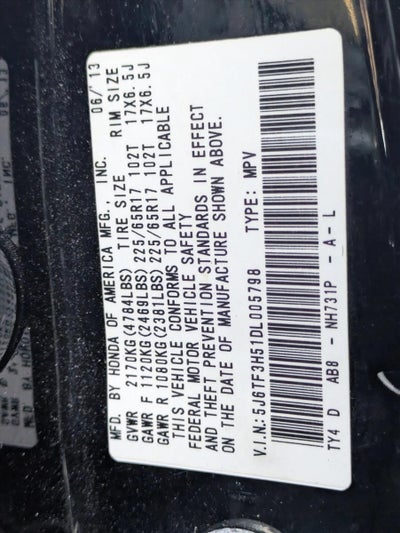 MFD. BY HONDA OF AMERICA MFG., INC. 06/13
TIRE SIZE RIM SIZE
GVWR 2170KG(4784LBS)
GAWR F 1120KG(2469LBS) 225/65R17 102T 17X6.5J
GAWR R 1080KG(2381LBS) 225/65R17 102T 17X6.5J
THIS VEHICLE CONFORMS TO ALL APPLICABLE
FEDERAL MOTOR VEHICLE SAFETY
AND THEFT PREVENTION STANDARDS IN EFFECT
ON THE DATE OF MANUFACTURE SHOWN ABOVE.
V.I.N.: 5J6TF3H51DL005798 TYPE: MPV
TY4 D AB8 - NH731P - A - L